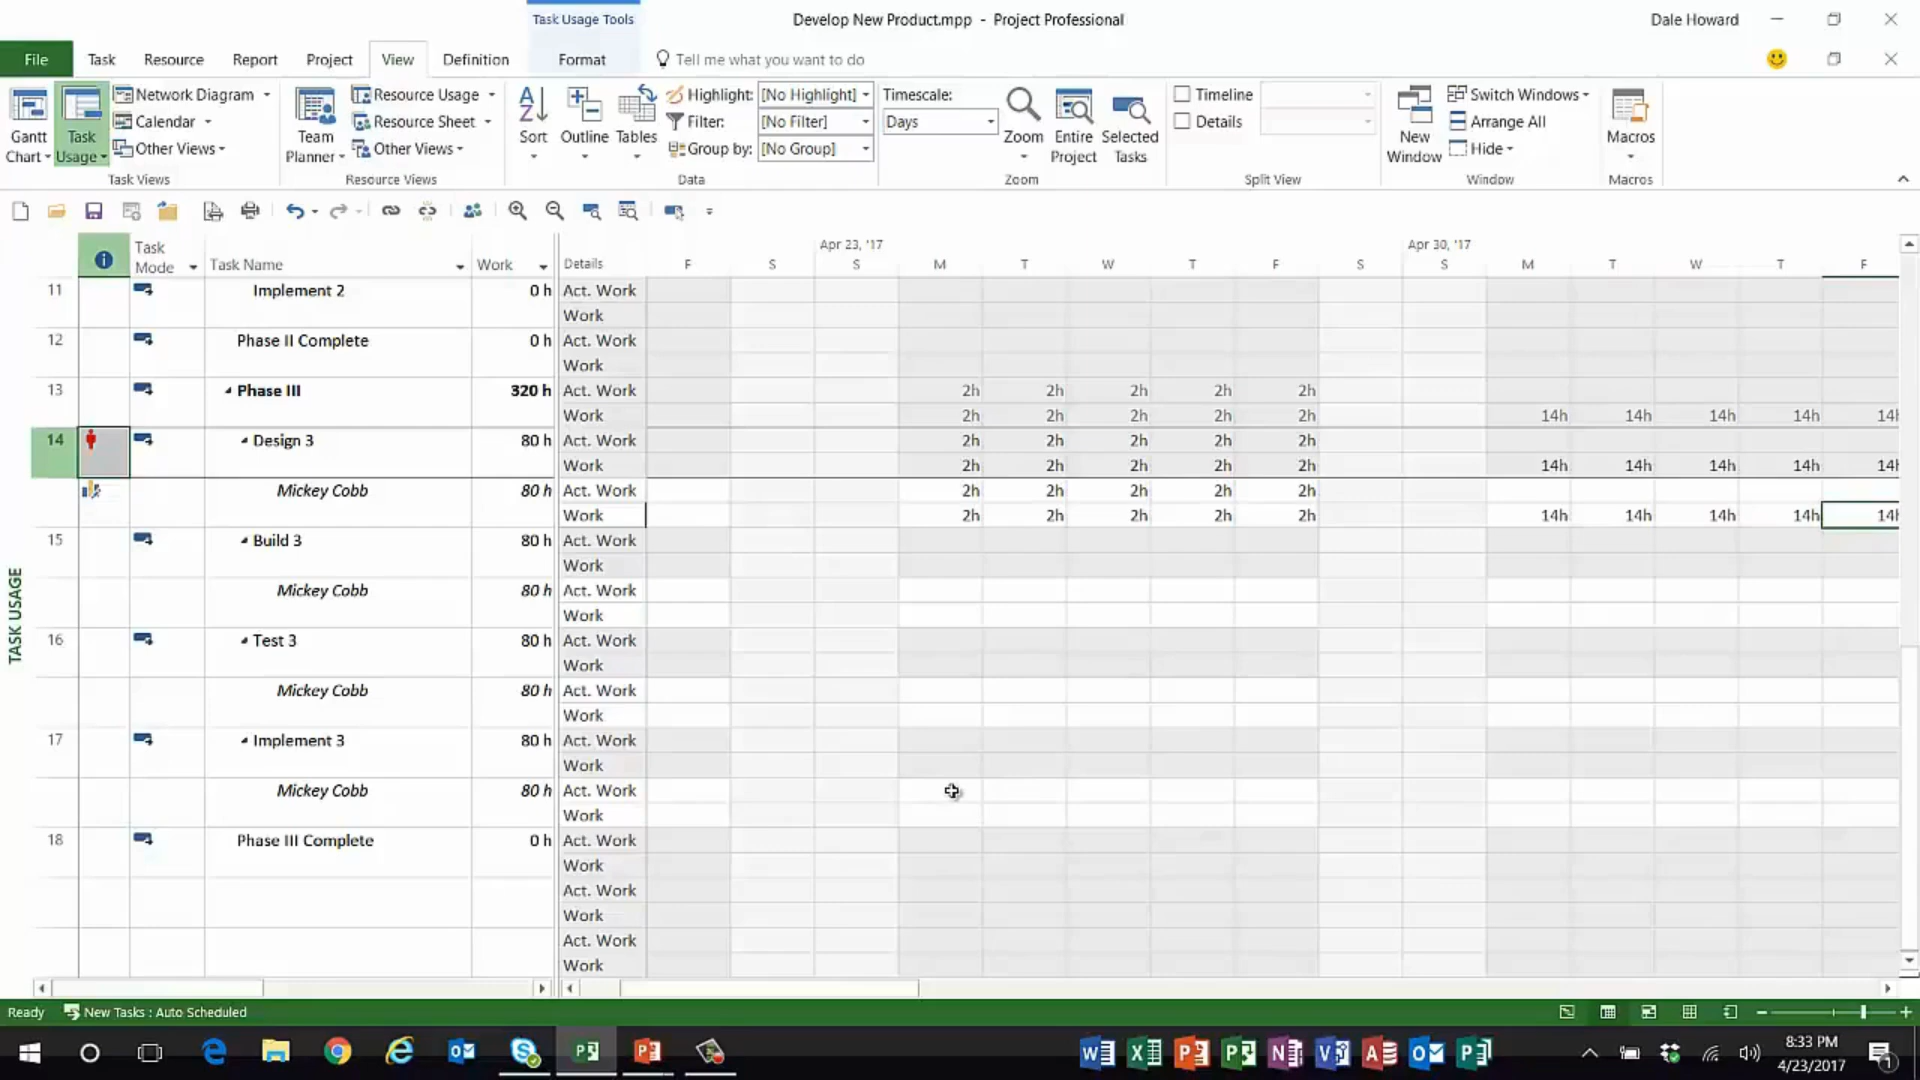 Task Usage Tools
Develop New Product.mpp - Project Professional
Dale Howard
File Task Resource Report Project View Definition Format Tell me what you want to do
Gantt Chart
Task Usage
Network Diagram
Calendar
Other Views
Task Views
Team Planner
Resource Usage
Resource Sheet
Other Views
Resource Views
Sort
Outline
Tables
Highlight: [No Highlight]
Filter: [No Filter]
Group by: [No Group]
Data
Timescale:
Days
Zoom
Entire Project
Selected Tasks
Zoom
Timeline
Details
Split View
New Window
Switch Windows
Arrange All
Hide
Window
Macros
Macros
Task Mode Task Name Work Details
Apr 23, '17 Apr 30, '17
F S S M T W T F S S M T W T F
11 Implement 2 0 h Act. Work
Work
12 Phase II Complete 0 h Act. Work
Work
13 Phase III 320 h Act. Work 2h 2h 2h 2h 2h
Work 2h 2h 2h 2h 2h 14h 14h 14h 14h 14h
14 Design 3 80 h Act. Work 2h 2h 2h 2h 2h
Work 2h 2h 2h 2h 2h 14h 14h 14h 14h 14h
Mickey Cobb 80 h Act. Work 2h 2h 2h 2h 2h
Work 2h 2h 2h 2h 2h 14h 14h 14h 14h 14h
15 Build 3 80 h Act. Work
Work
Mickey Cobb 80 h Act. Work
Work
16 Test 3 80 h Act. Work
Work
Mickey Cobb 80 h Act. Work
Work
17 Implement 3 80 h Act. Work
Work
Mickey Cobb 80 h Act. Work
Work
18 Phase III Complete 0 h Act. Work
Work
Act. Work
Work
Act. Work
Work
TASK USAGE
Ready New Tasks : Auto Scheduled
8:33 PM
4/23/2017